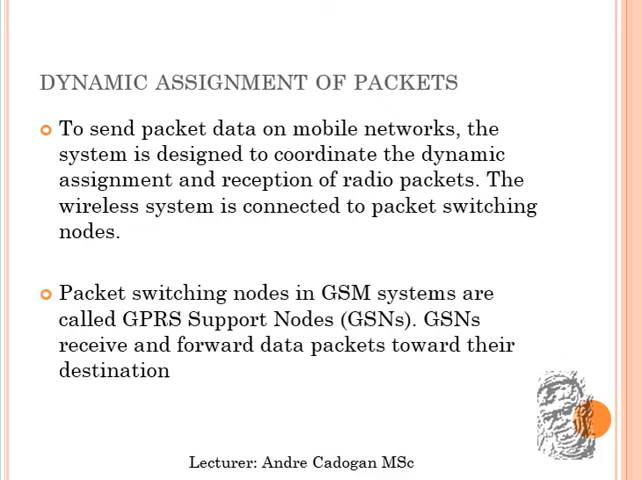 DYNAMIC ASSIGNMENT OF PACKETS
To send packet data on mobile networks, the
system is designed to coordinate the dynamic
assignment and reception of radio packets. The
wireless system is connected to packet switching
nodes.
Packet switching nodes in GSM systems are
called GPRS Support Nodes (GSNs). GSNs
receive and forward data packets toward their
destination
Lecturer: Andre Cadogan MSc